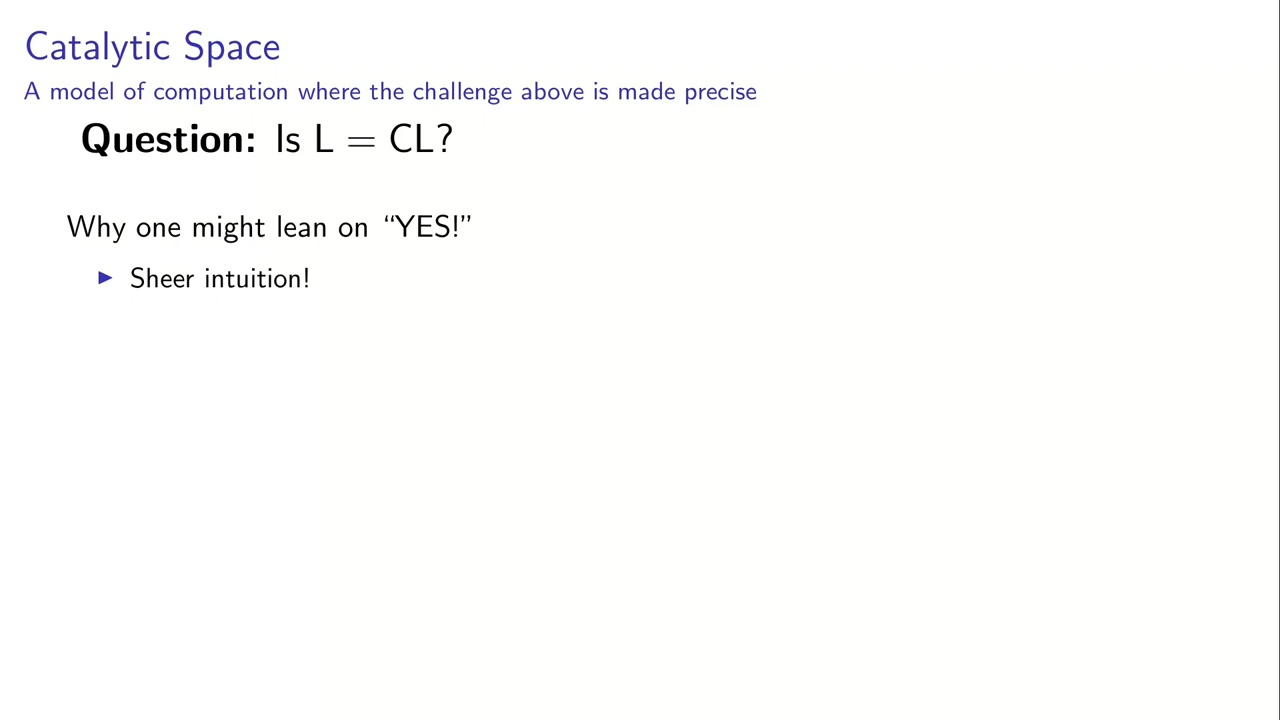 Catalytic Space
A model of computation where the challenge above is made precise
Question: Is L = CL?
Why one might lean on “YES!”
▶ Sheer intuition!